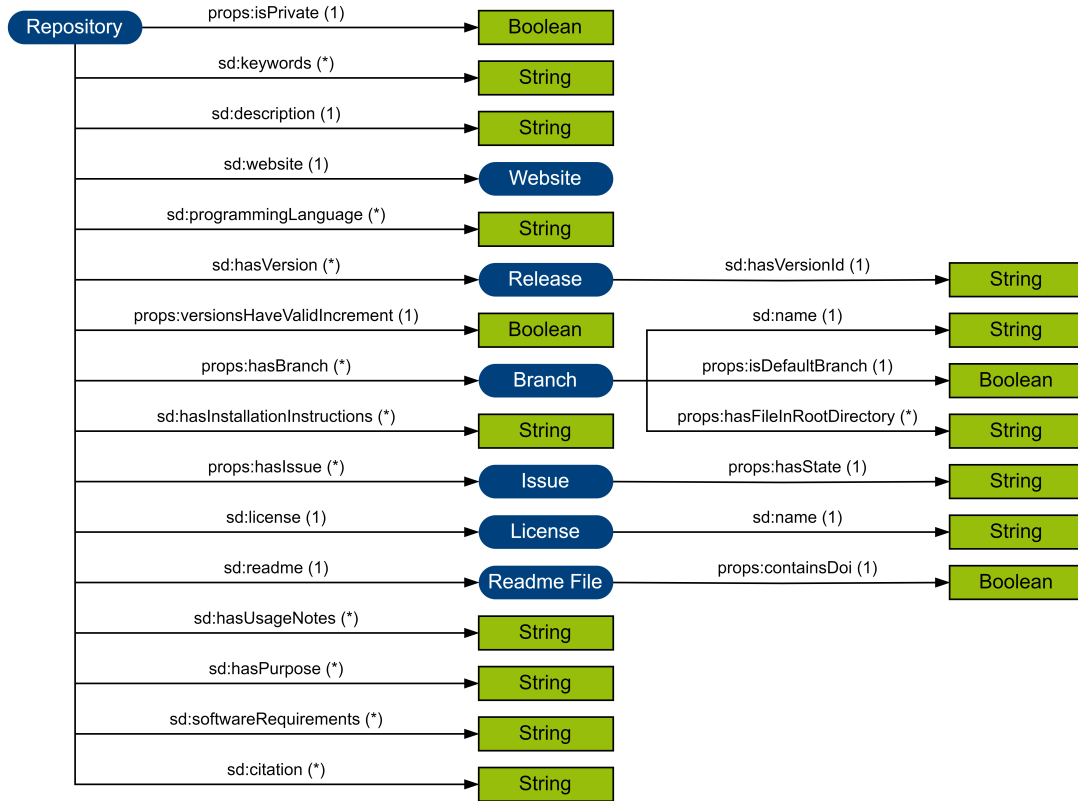 Repository
props:isPrivate (1)
Boolean
sd:keywords (*)
String
sd:description (1)
String
sd:website (1)
Website
sd:programmingLanguage (*)
String
sd:hasVersion (*)
Release
sd:hasVersionId (1)
String
props:versionsHaveValidIncrement (1)
Boolean
sd:name (1)
String
props:hasBranch (*)
Branch
props:isDefaultBranch (1)
Boolean
sd:hasInstallationInstructions (*)
String
props:hasFileInRootDirectory (*)
String
props:hasIssue (*)
Issue
props:hasState (1)
String
sd:license (1)
License
sd:name (1)
String
sd:readme (1)
Readme File
props:containsDoi (1)
Boolean
sd:hasUsageNotes (*)
String
sd:hasPurpose (*)
String
sd:softwareRequirements (*)
String
sd:citation (*)
String